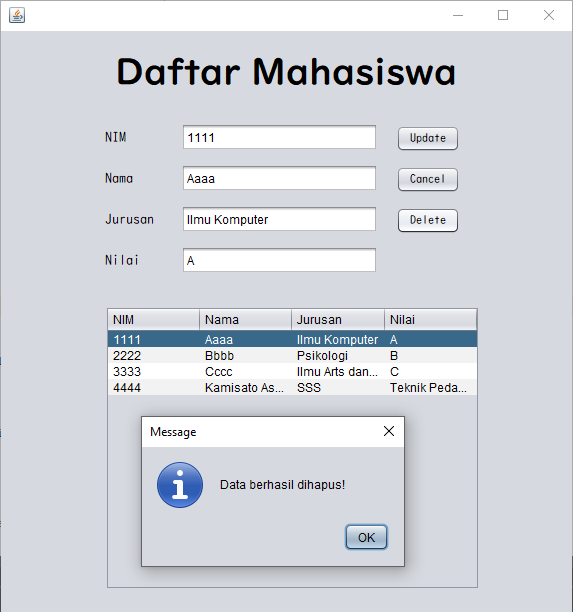 Daftar Mahasiswa
NIM 1111 Update
Nama Aaaa Cancel
Jurusan Ilmu Komputer Delete
Nilai A
NIM Nama Jurusan Nilai
1111 Aaaa Ilmu Komputer A
2222 Bbbb Psikologi B
3333 Cccc Ilmu Arts dan... C
4444 Kamisato As... SSS Teknik Peda...
Message
Data berhasil dihapus!
OK